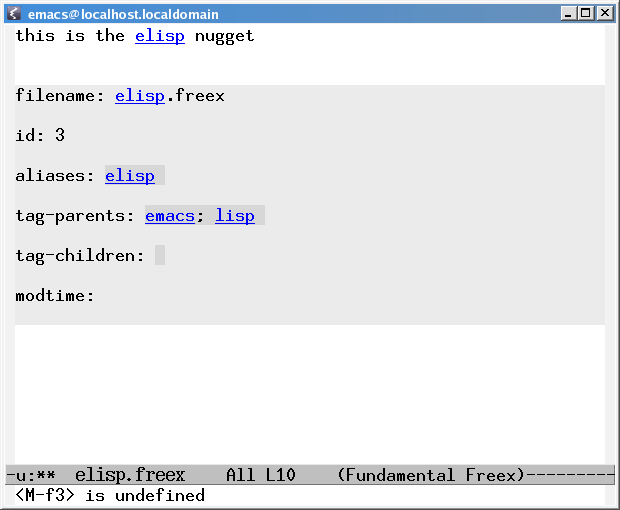 emacs@localhost.localdomain
this is the elisp nugget
filename: elisp.freex
id: 3
aliases: elisp
tag-parents: emacs; lisp
tag-children:
modtime:
-u:** elisp.freex All L10 (Fundamental Freex)---------
<M-f3> is undefined